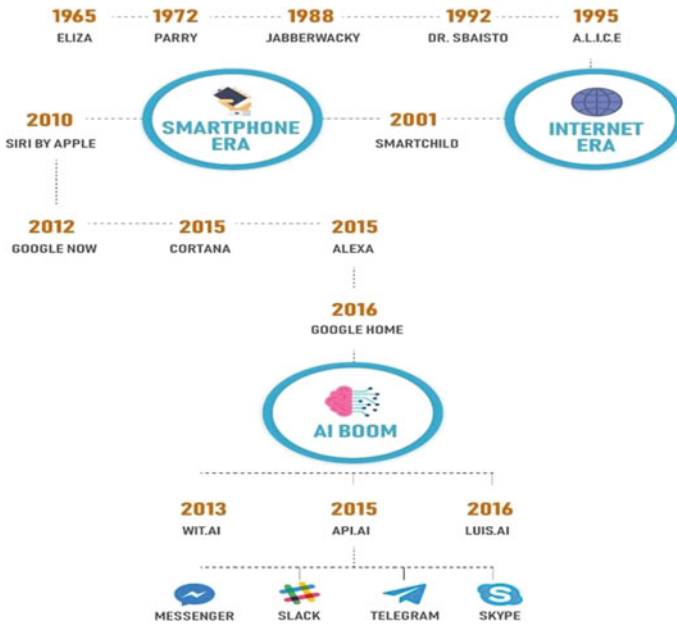 1965 1972 1988 1992 1995
ELIZA PARRY JABBERWACKY DR. SBAISTO A.L.I.C.E
SMARTPHONE
ERA
INTERNET
ERA
2010 2001
SIRI BY APPLE SMARTCHILD
2012 2015 2015
GOOGLE NOW CORTANA ALEXA
2016
GOOGLE HOME
AI BOOM
2013 2015 2016
WIT.AI API.AI LUIS.AI
MESSENGER SLACK TELEGRAM SKYPE